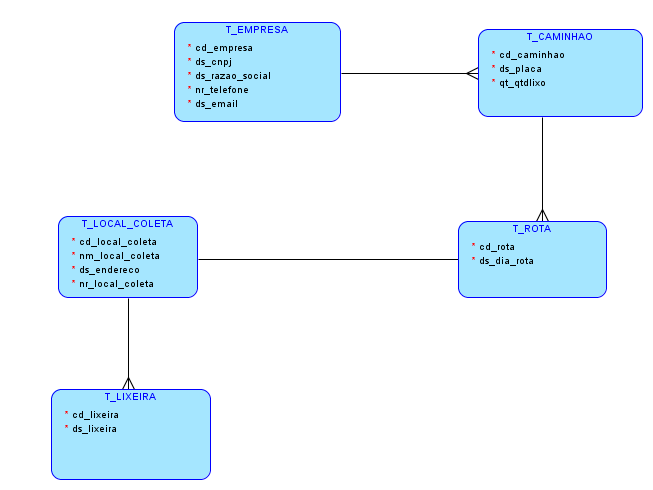 T_EMPRESA
* cd_empresa
* ds_cnpj
* ds_razao_social
* nr_telefone
* ds_email
T_CAMINHAO
* cd_caminhao
* ds_placa
* qt_qtdlixo
T_LOCAL_COLETA
* cd_local_coleta
* nm_local_coleta
* ds_endereco
* nr_local_coleta
T_ROTA
* cd_rota
* ds_dia_rota
T_LIXEIRA
* cd_lixeira
* ds_lixeira